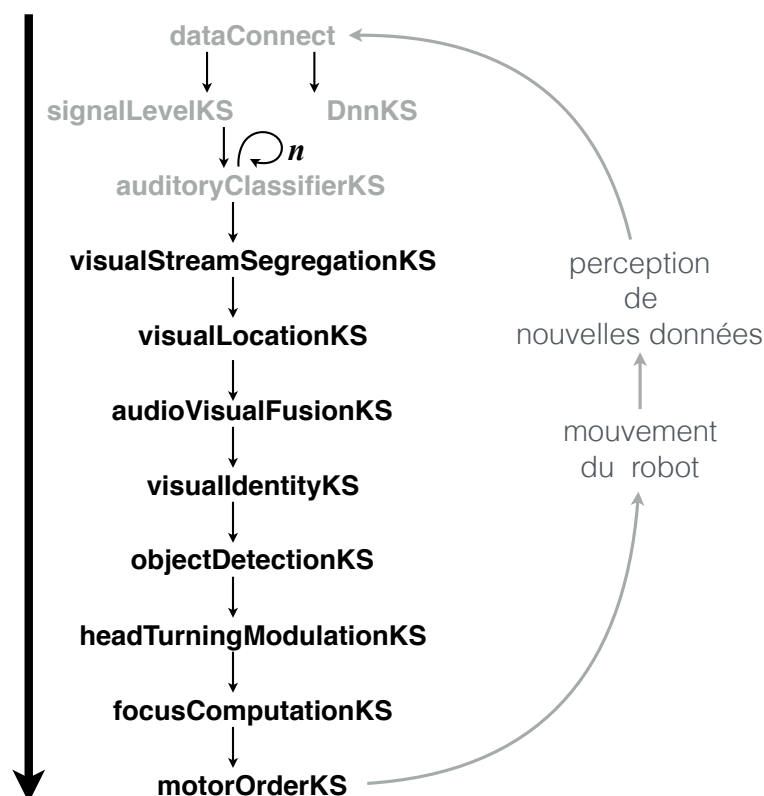 dataConnect
signalLevelKS
DnnKS
n
auditoryClassifierKS
visualStreamSegregationKS
visualLocationKS
audioVisualFusionKS
visualIdentityKS
objectDetectionKS
headTurningModulationKS
focusComputationKS
motorOrderKS
mouvement
du robot
perception
de
nouvelles données